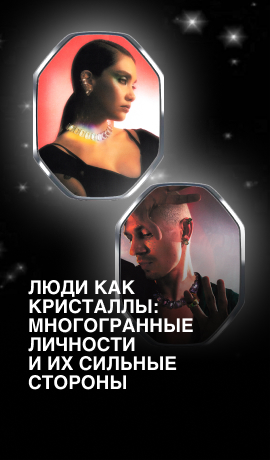 ЛЮДИ КАК
КРИСТАЛЛЫ:
МНОГОГРАННЫЕ
ЛИЧНОСТИ
И ИХ СИЛЬНЫЕ
СТОРОНЫ